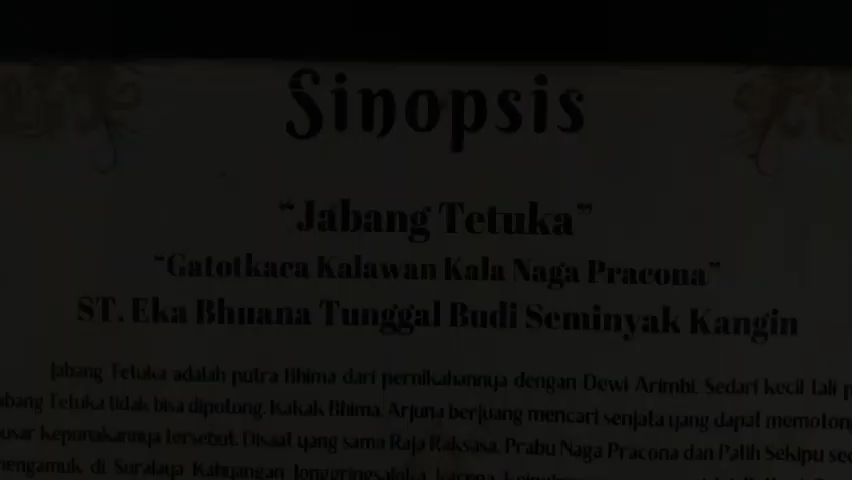 Sinopsis
“Jabang Tetuka”
“Gatotkaca Kalawan Kala Naga Pracona”
ST. Eka Bhuana Tunggal Budi Seminyak Kangin
Jabang Tetuka adalah putra Bhima dari pernikahannya dengan Dewi Arimbi. Sedari kecil tali
Tetuka tidak bisa dipotong. Kakak Bhima, Arjuna berjuang mencari senjata yang dapat
keponakannya tersebut. Disaat yang sama Raja Raksasa, Prabu Naga Pracona dan Patih Sekipu
mengamuk di Suralaya Kahyangan